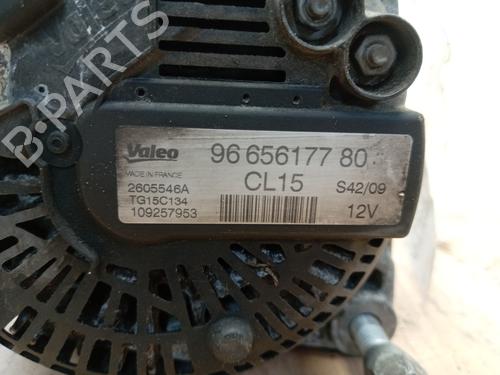 B-PARTS
Valeo
96 656177 80
MADE IN FRANCE
CL15
S42/09
2605546A
TG15C134
109257953
12V